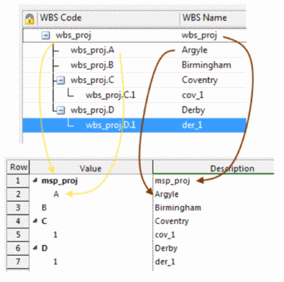 WBS Code WBS Name
wbs_proj wbs_proj
wbs_proj.A Argyle
wbs_proj.B Birmingham
wbs_proj.C Coventry
wbs_proj.C.1 cov_1
wbs_proj.D Derby
wbs_proj.D.1 der_1
Row Value Description
1 msp_proj msp_proj
2 A Argyle
3 B Birmingham
4 C Coventry
5 1 cov_1
6 D Derby
7 1 der_1